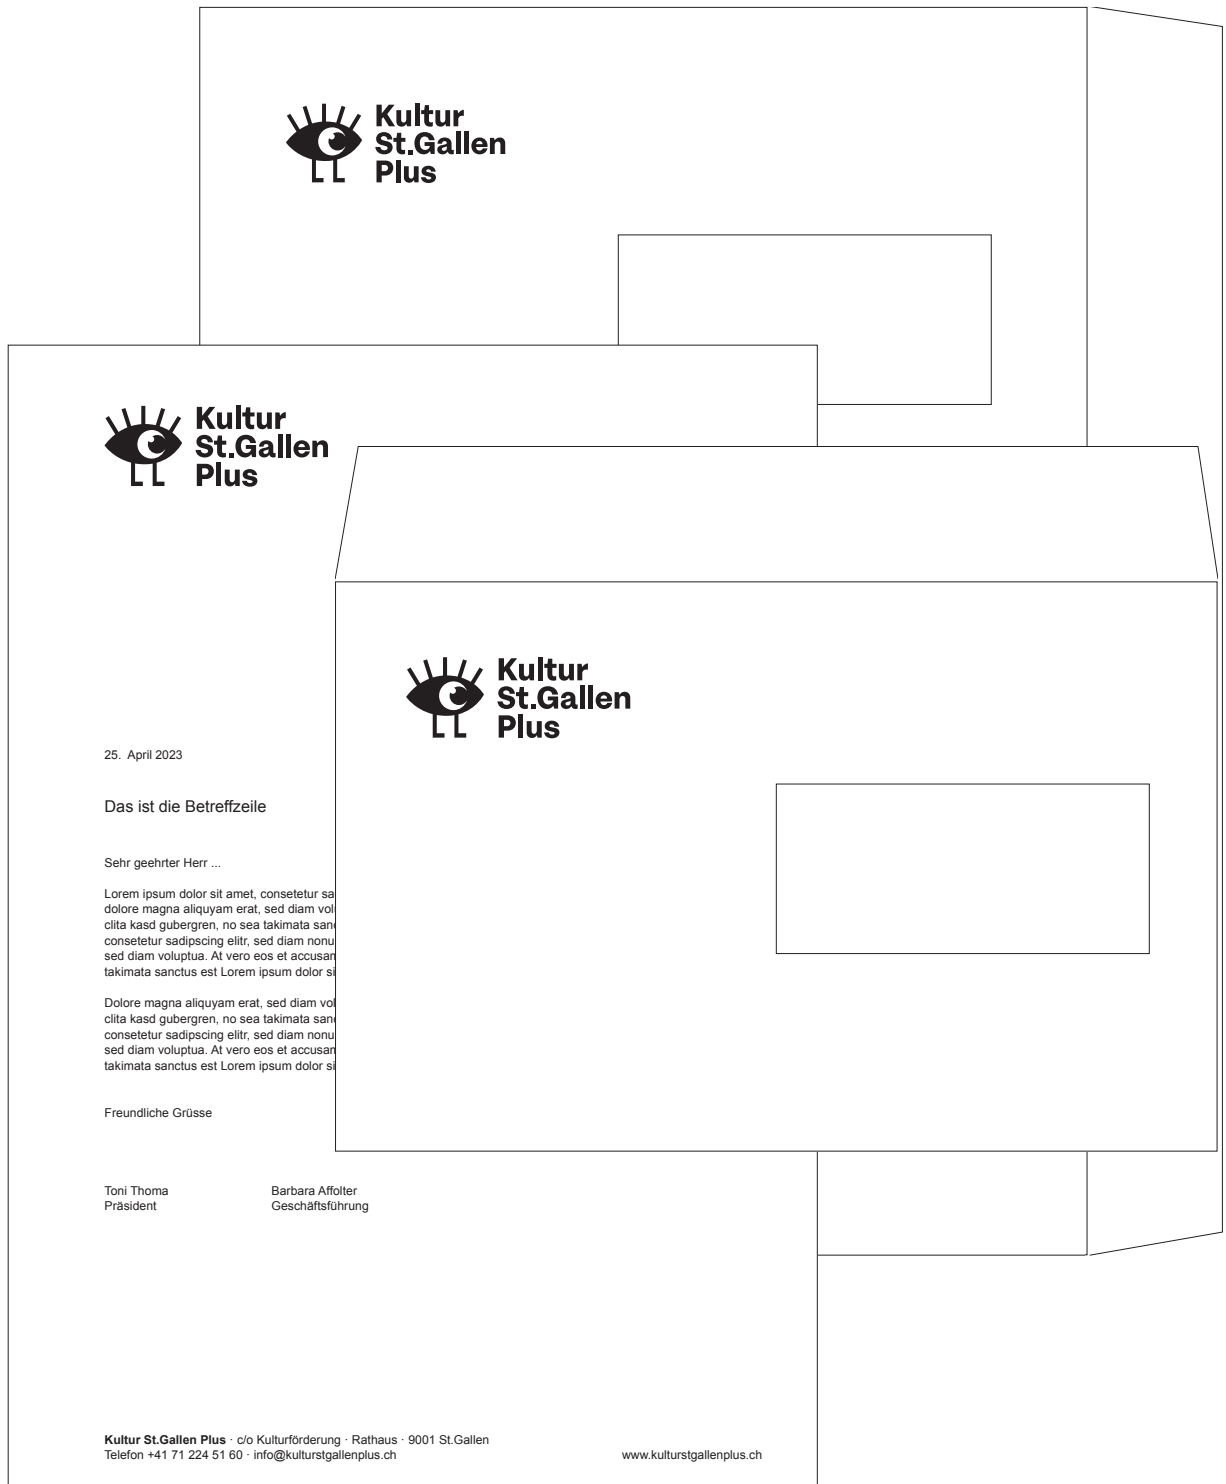 Kultur
St.Gallen
Plus
Kultur
St.Gallen
Plus
Kultur
St.Gallen
Plus
25. April 2023
Das ist die Betreffzeile
Sehr geehrter Herr ...
Lorem ipsum dolor sit amet, consetetur sa
dolore magna aliquyam erat, sed diam vol
clita kasd gubergren, no sea takimata san
consetetur sadipscing elitr, sed diam nonu
sed diam voluptua. At vero eos et accusan
takimata sanctus est Lorem ipsum dolor si
Dolore magna aliquyam erat, sed diam vol
clita kasd gubergren, no sea takimata san
consetetur sadipscing elitr, sed diam nonu
sed diam voluptua. At vero eos et accusan
takimata sanctus est Lorem ipsum dolor si
Freundliche Grüsse
Toni Thoma Barbara Affolter
Präsident Geschäftsführung
Kultur St.Gallen Plus · c/o Kulturförderung · Rathaus · 9001 St.Gallen
Telefon +41 71 224 51 60 · info@kulturstgallenplus.ch www.kulturstgallenplus.ch